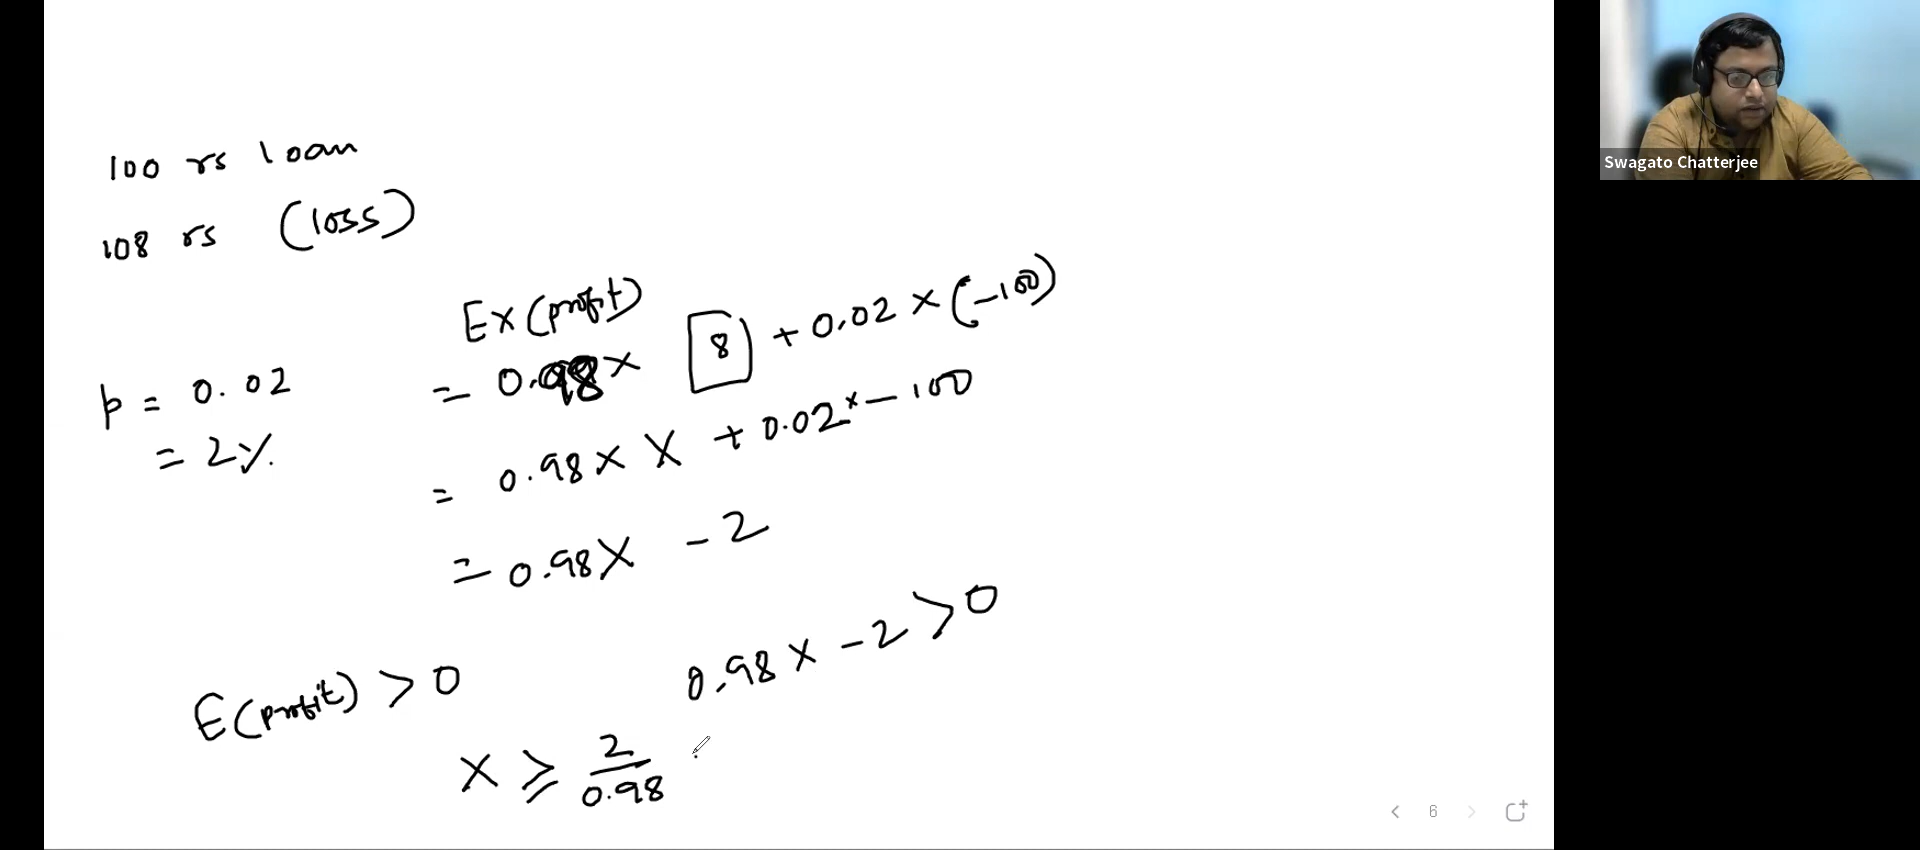 100 rs loan
108 rs (loss)
Ex(profit)
= 0.98 x 8 + 0.02 x (-100)
p = 0.02
= 2%
= 0.98 x X + 0.02 x -100
= 0.98X - 2
E(profit) > 0
0.98X - 2 > 0
X ≥ 2/0.98
Swagato Chatterjee
6